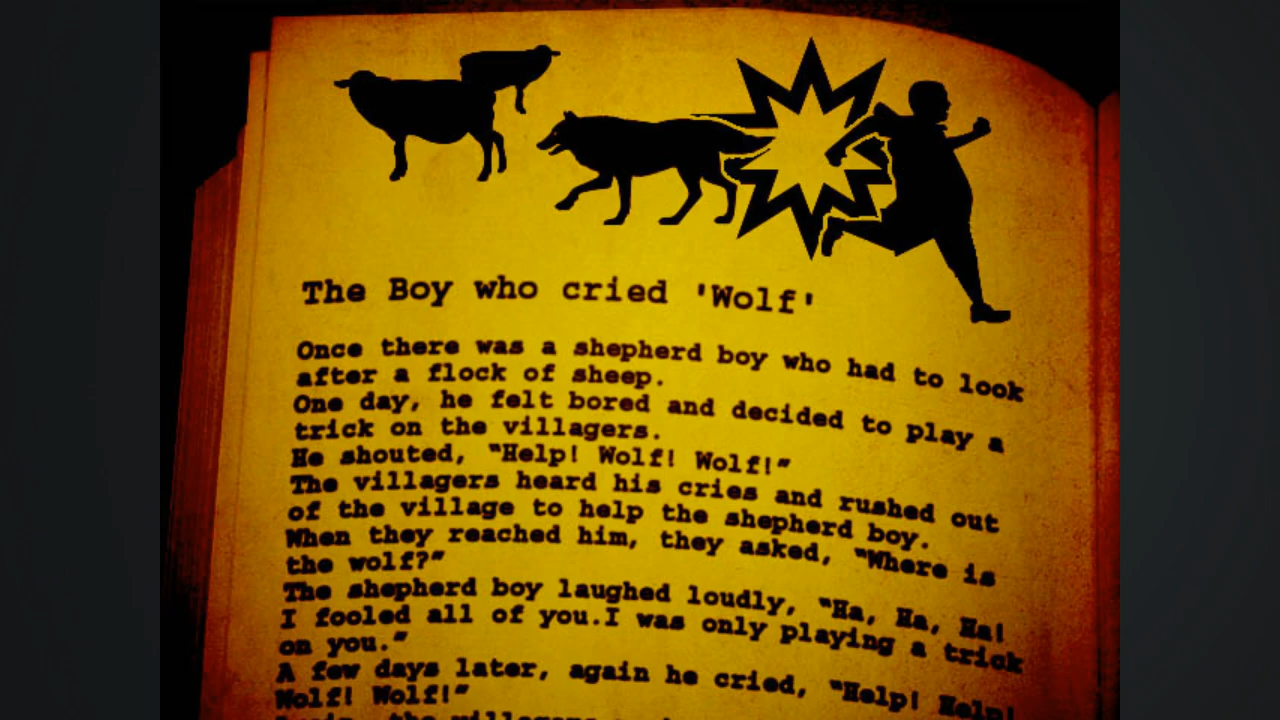 The Boy who cried 'Wolf'
Once there was a shepherd boy who had to look
after a flock of sheep.
One day, he felt bored and decided to play a
trick on the villagers.
He shouted, "Help! Wolf! Wolf!"
The villagers heard his cries and rushed out
of the village to help the shepherd boy.
When they reached him, they asked, "Where is
the wolf?"
The shepherd boy laughed loudly, "Ha, Ha, Ha!
I fooled all of you.I was only playing a trick
on you."
A few days later, again he cried, "Help! Help!
Wolf! Wolf!"
the villagers